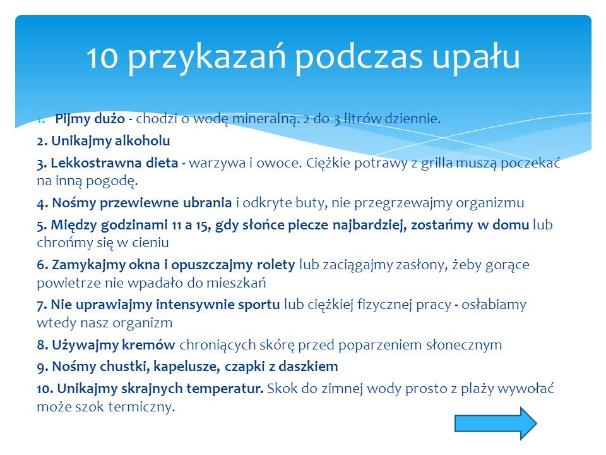 10 przykazań podczas upału
1. Pijmy dużo - chodzi o wodę mineralną. 2 do 3 litrów dziennie.
2. Unikajmy alkoholu
3. Lekkostrawna dieta - warzywa i owoce. Ciężkie potrawy z grilla muszą poczekać
na inną pogodę.
4. Nośmy przewiewne ubrania i odkryte buty, nie przegrzewajmy organizmu
5. Między godzinami 11 a 15, gdy słońce piecze najbardziej, zostańmy w domu lub
chrońmy się w cieniu
6. Zamykajmy okna i opuszczajmy rolety lub zaciągajmy zasłony, żeby gorące
powietrze nie wpadało do mieszkań
7. Nie uprawiajmy intensywnie sportu lub ciężkiej fizycznej pracy - osłabiamy
wtedy nasz organizm
8. Używajmy kremów chroniących skórę przed poparzeniem słonecznym
9. Nośmy chustki, kapelusze, czapki z daszkiem
10. Unikajmy skrajnych temperatur. Skok do zimnej wody prosto z plaży wywołać
może szok termiczny.